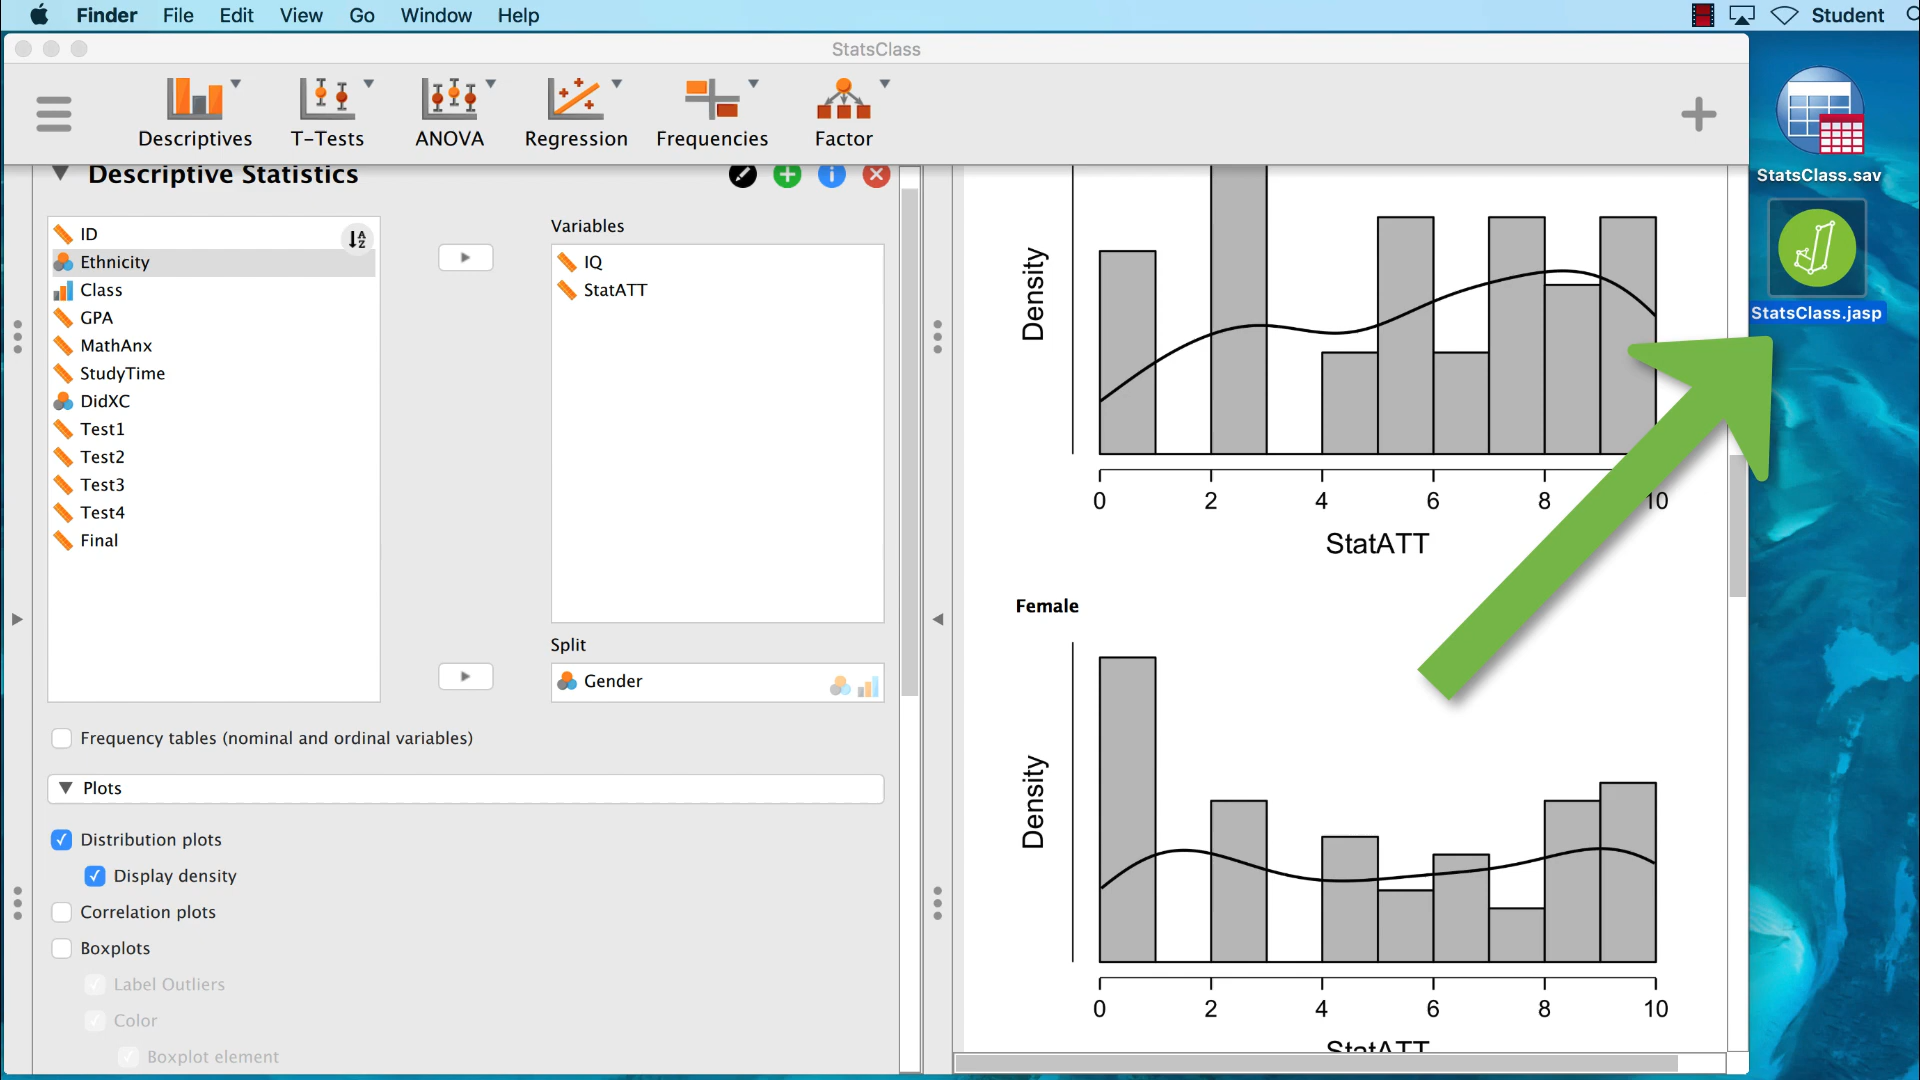 Finder File Edit View Go Window Help Student
StatsClass
Descriptives T-Tests ANOVA Regression Frequencies Factor
StatsClass.sav
StatsClass.jasp
Descriptive Statistics
ID
Ethnicity
Class
GPA
MathAnx
StudyTime
DidXC
Test1
Test2
Test3
Test4
Final
Variables
IQ
StatATT
Split
Gender
Frequency tables (nominal and ordinal variables)
Plots
Distribution plots
Display density
Correlation plots
Boxplots
Label Outliers
Color
Boxplot element
Density
0 2 4 6 8 10
StatATT
Female
Density
0 2 4 6 8 10
StatATT